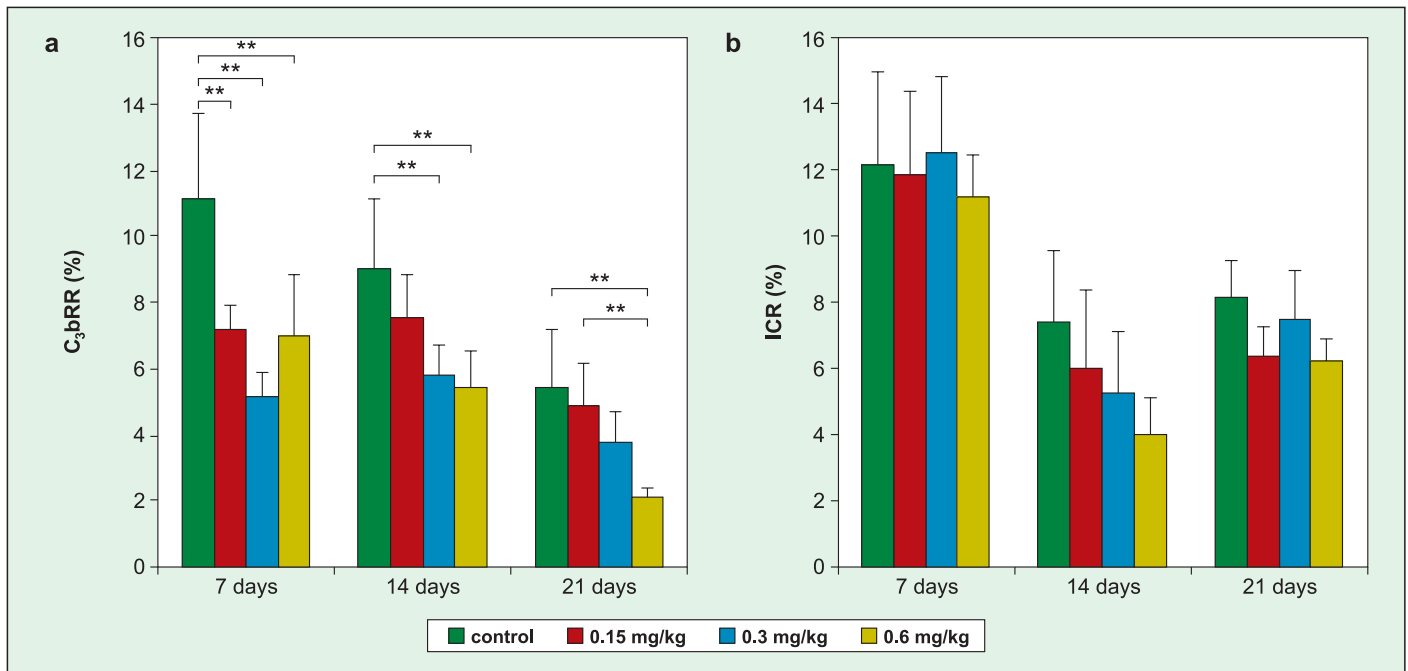 a
16
14
12
10
8
6
4
2
0
C₃bRR (%)
**
**
**
**
**
**
**
7 days
14 days
21 days
b
16
14
12
10
8
6
4
2
0
ICR (%)
7 days
14 days
21 days
control 0.15 mg/kg 0.3 mg/kg 0.6 mg/kg